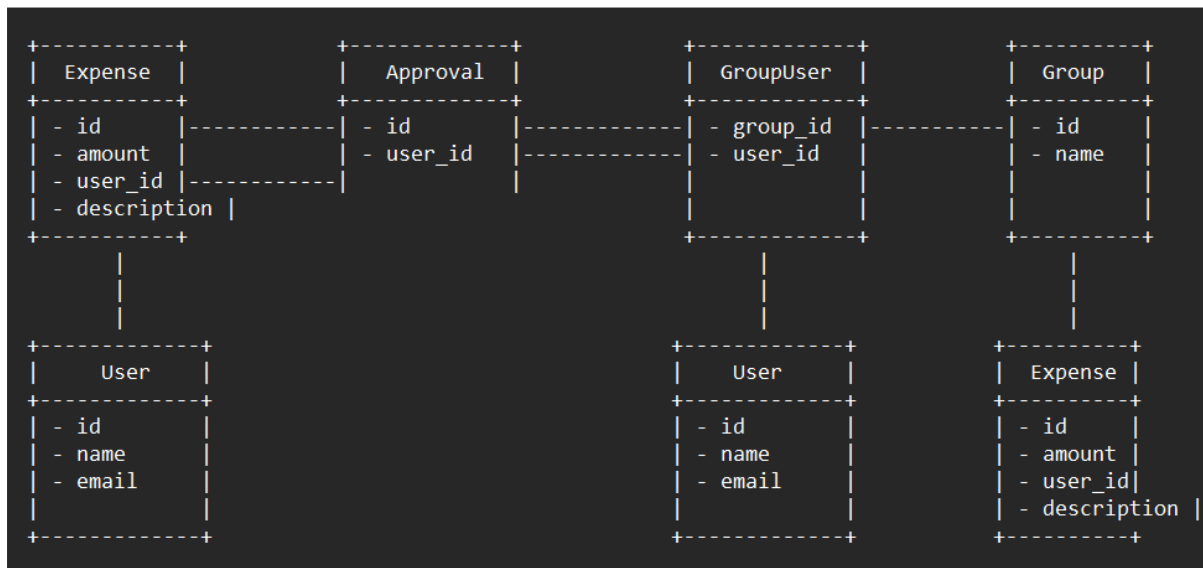 +-----------+             +-------------+             +-------------+           +----------+
|  Expense  |             |   Approval  |             |  GroupUser  |           |  Group   |
+-----------+             +-------------+             +-------------+           +----------+
| - id      |------------| - id        |-------------| - group_id  |-----------| - id     |
| - amount  |            | - user_id   |-------------| - user_id   |           | - name   |
| - user_id |------------|             |             |             |           |          |
| - description |                                    |             |           |          |
+-----------+                                         +-------------+           +----------+
       |                                                    |                         |
       |                                                    |                         |
       |                                                    |                         |
+-------------+                                      +-------------+           +----------+
|     User    |                                      |    User     |           |  Expense |
+-------------+                                      +-------------+           +----------+
| - id        |                                      | - id        |           | - id     |
| - name      |                                      | - name      |           | - amount |
| - email     |                                      | - email     |           | - user_id|
|             |                                      |             |           | - description |
+-------------+                                      +-------------+           +----------+